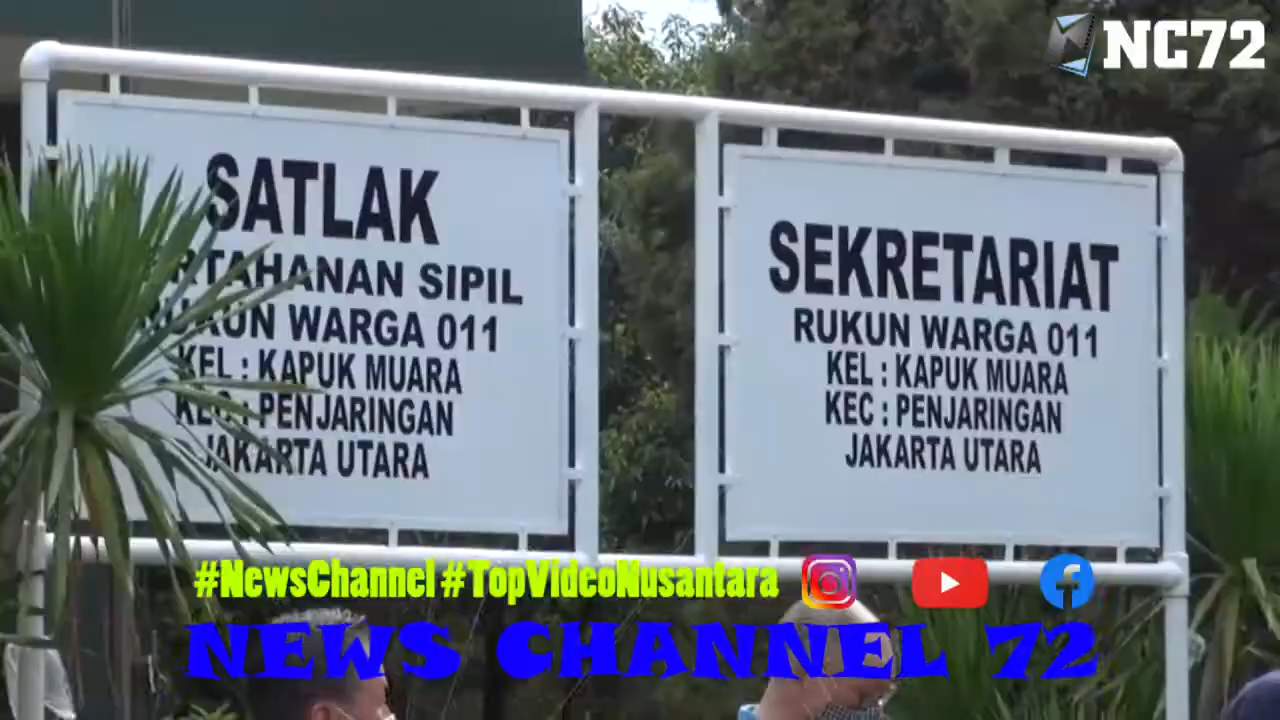 NC72
SATLAK
RTAHANAN SIPIL
RUKUN WARGA 011
KEL : KAPUK MUARA
KEC : PENJARINGAN
JAKARTA UTARA
SEKRETARIAT
RUKUN WARGA 011
KEL : KAPUK MUARA
KEC : PENJARINGAN
JAKARTA UTARA
#NewsChannel #TopVideoNusantara
NEWS CHANNEL 72